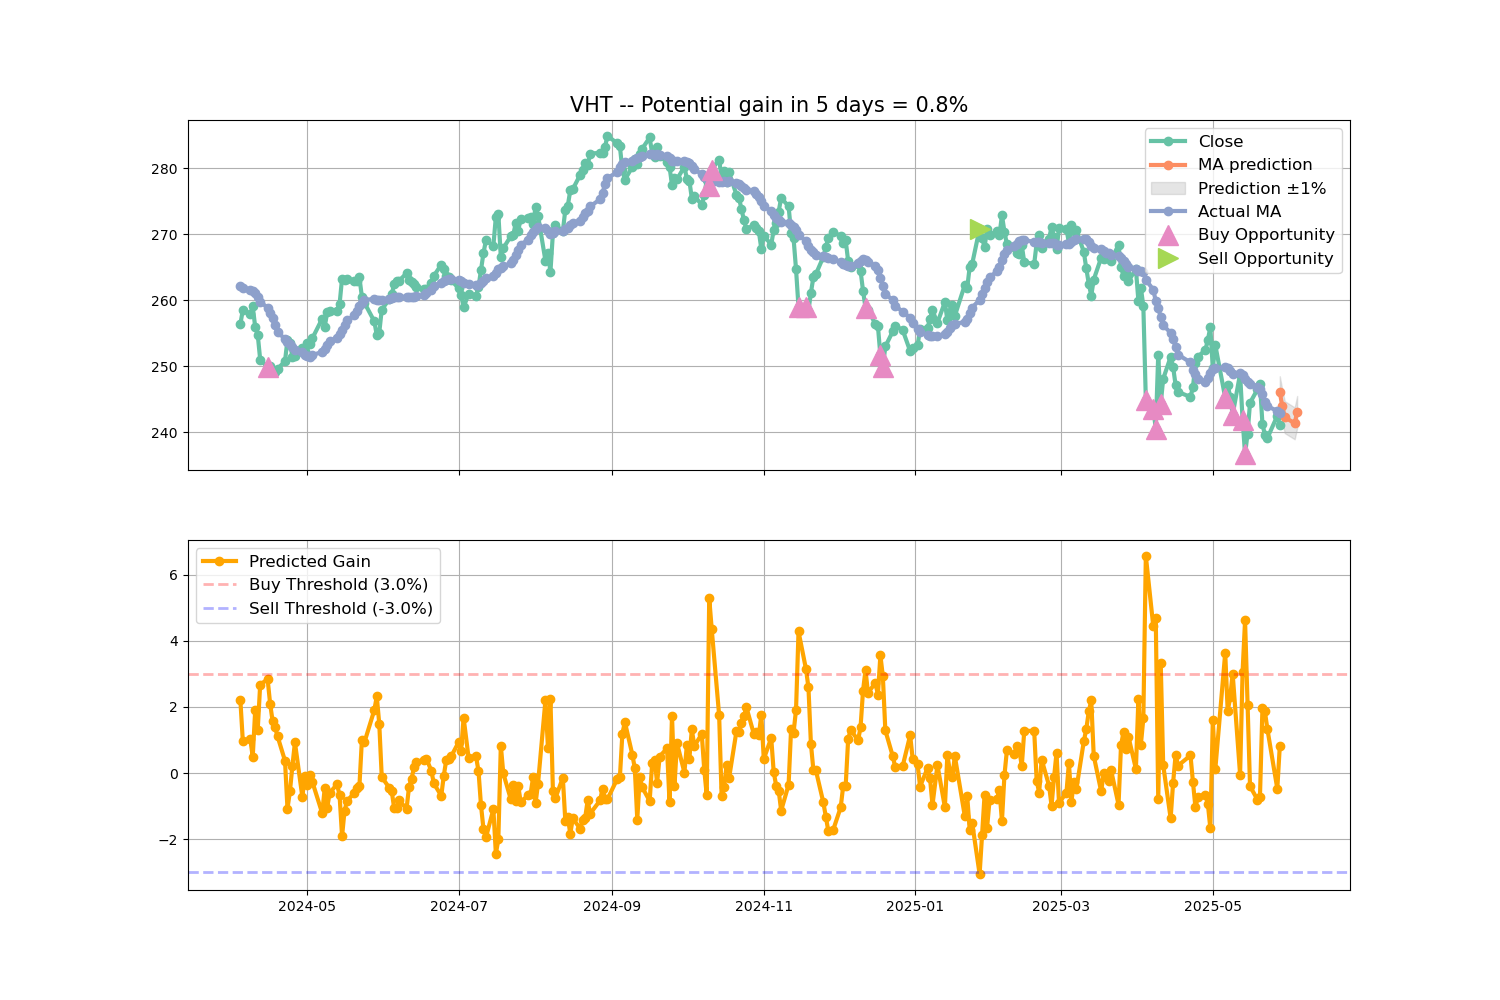 VHT -- Potential gain in 5 days = 0.8%
280
270
260
250
240
Close
MA prediction
Prediction ±1%
Actual MA
Buy Opportunity
Sell Opportunity
6
4
2
0
−2
Predicted Gain
Buy Threshold (3.0%)
Sell Threshold (-3.0%)
2024-05
2024-07
2024-09
2024-11
2025-01
2025-03
2025-05